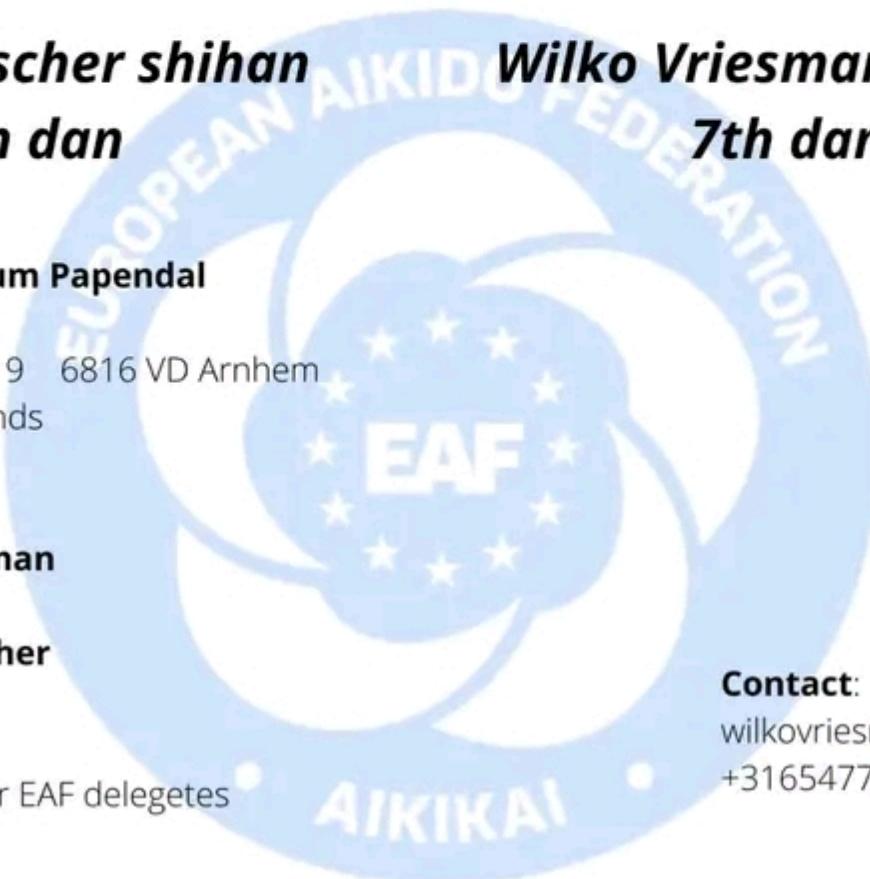 scher shihan
Wilko Vriesman
dan
7th dan
EUROPEAN AIKIDO FEDERATION
um Papendal
9 6816 VD Arnhem
nds
EAF
man
her
Contact:
wilkovries
+3165477
r EAF delegetes
AIKIKAI